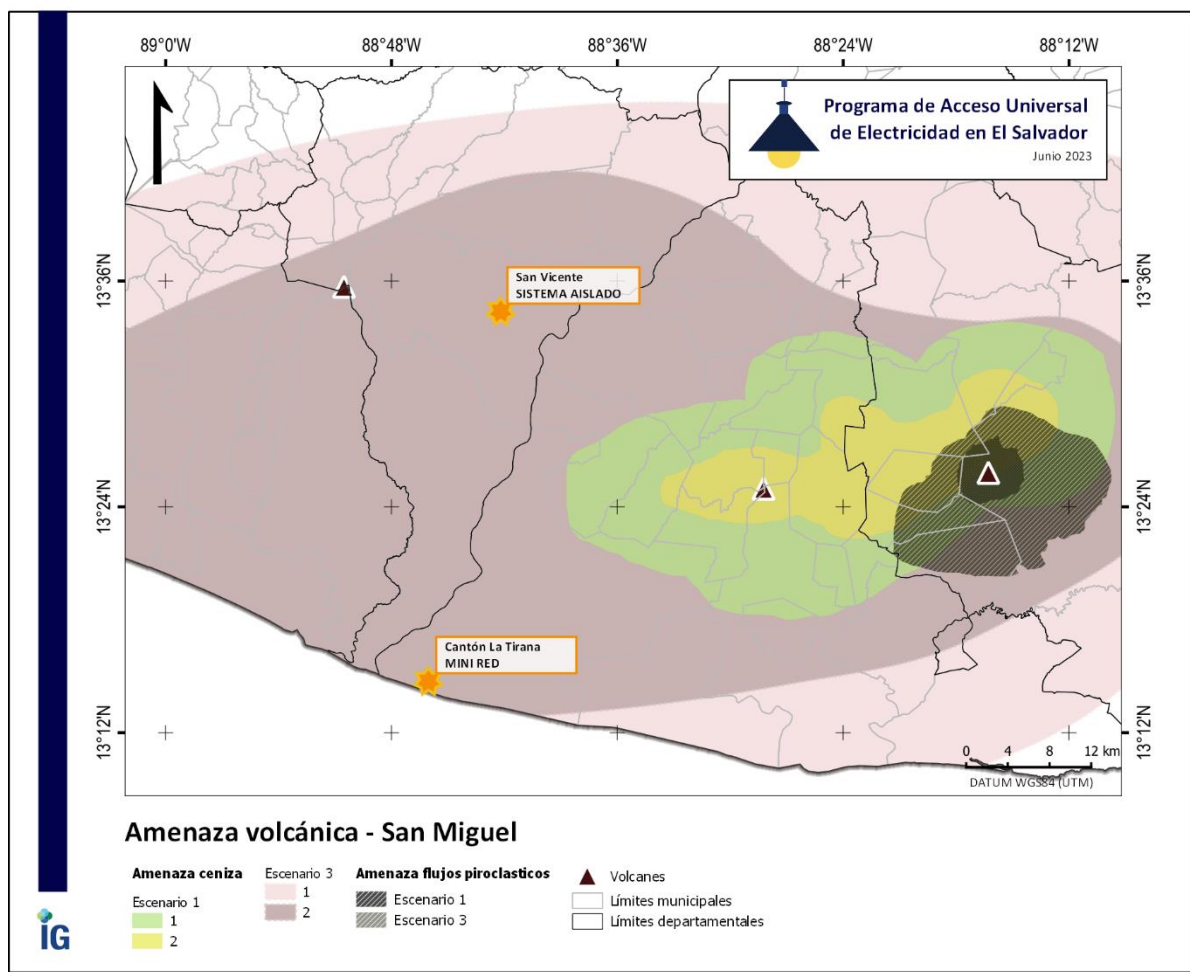 89°0'W 88°48'W 88°36'W 88°24'W 88°12'W
Programa de Acceso Universal
de Electricidad en El Salvador
Junio 2023
13°36'N 13°36'N
San Vicente
SISTEMA AISLADO
13°24'N 13°24'N
Cantón La Tirana
MINI RED
13°12'N 13°12'N
0 4 8 12 km
DATUM WGS84 (UTM)
Amenaza volcánica - San Miguel
Amenaza ceniza
Escenario 1
1
2
Escenario 3
1
2
Amenaza flujos piroclasticos
Escenario 1
Escenario 3
Volcanes
Límites municipales
Límites departamentales
IG